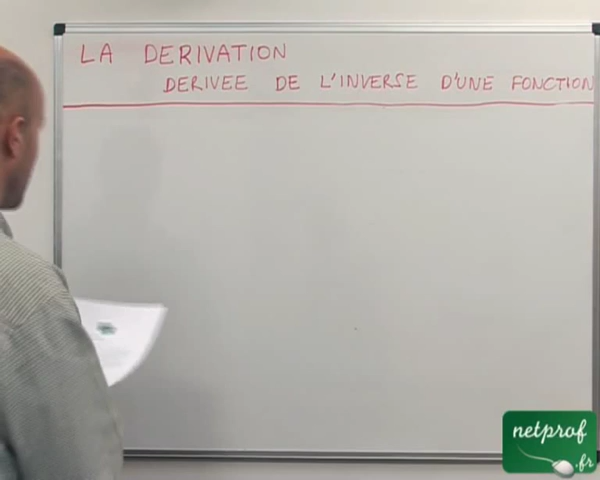 LA DERIVATION
DERIVEE DE L'INVERSE D'UNE FONCTION
netprof
.fr